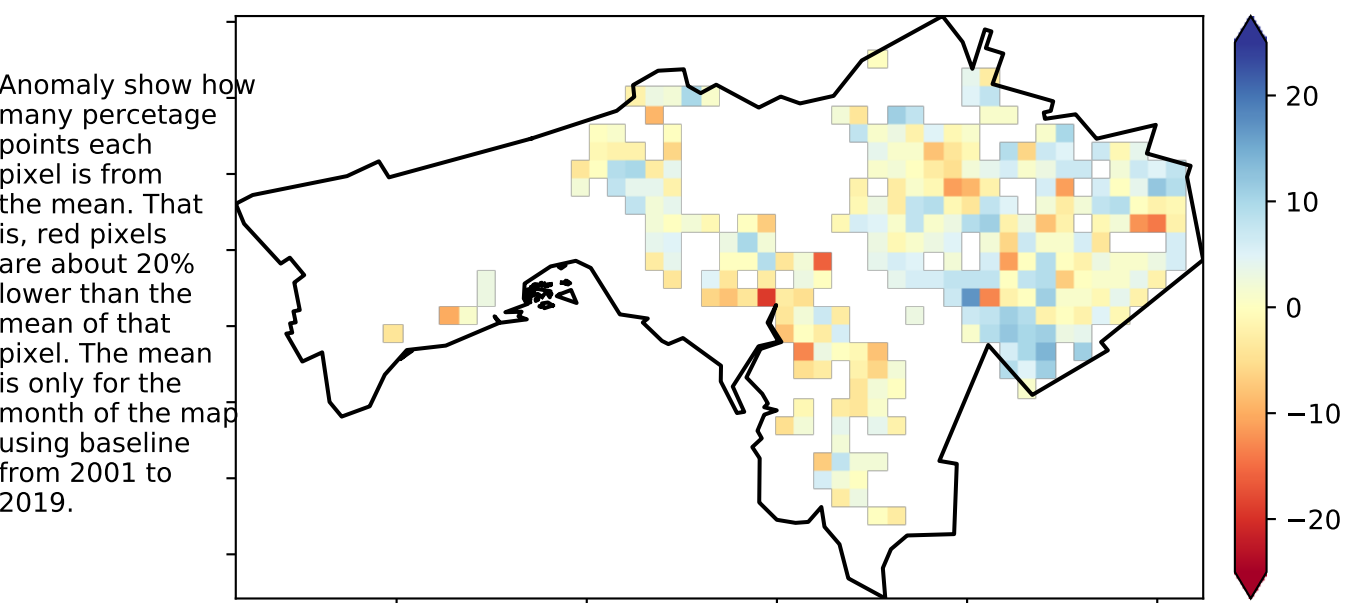 Anomaly show how
many percetage
points each
pixel is from
the mean. That
is, red pixels
are about 20%
lower than the
mean of that
pixel. The mean
is only for the
month of the map
using baseline
from 2001 to
2019.
20
10
0
−10
−20